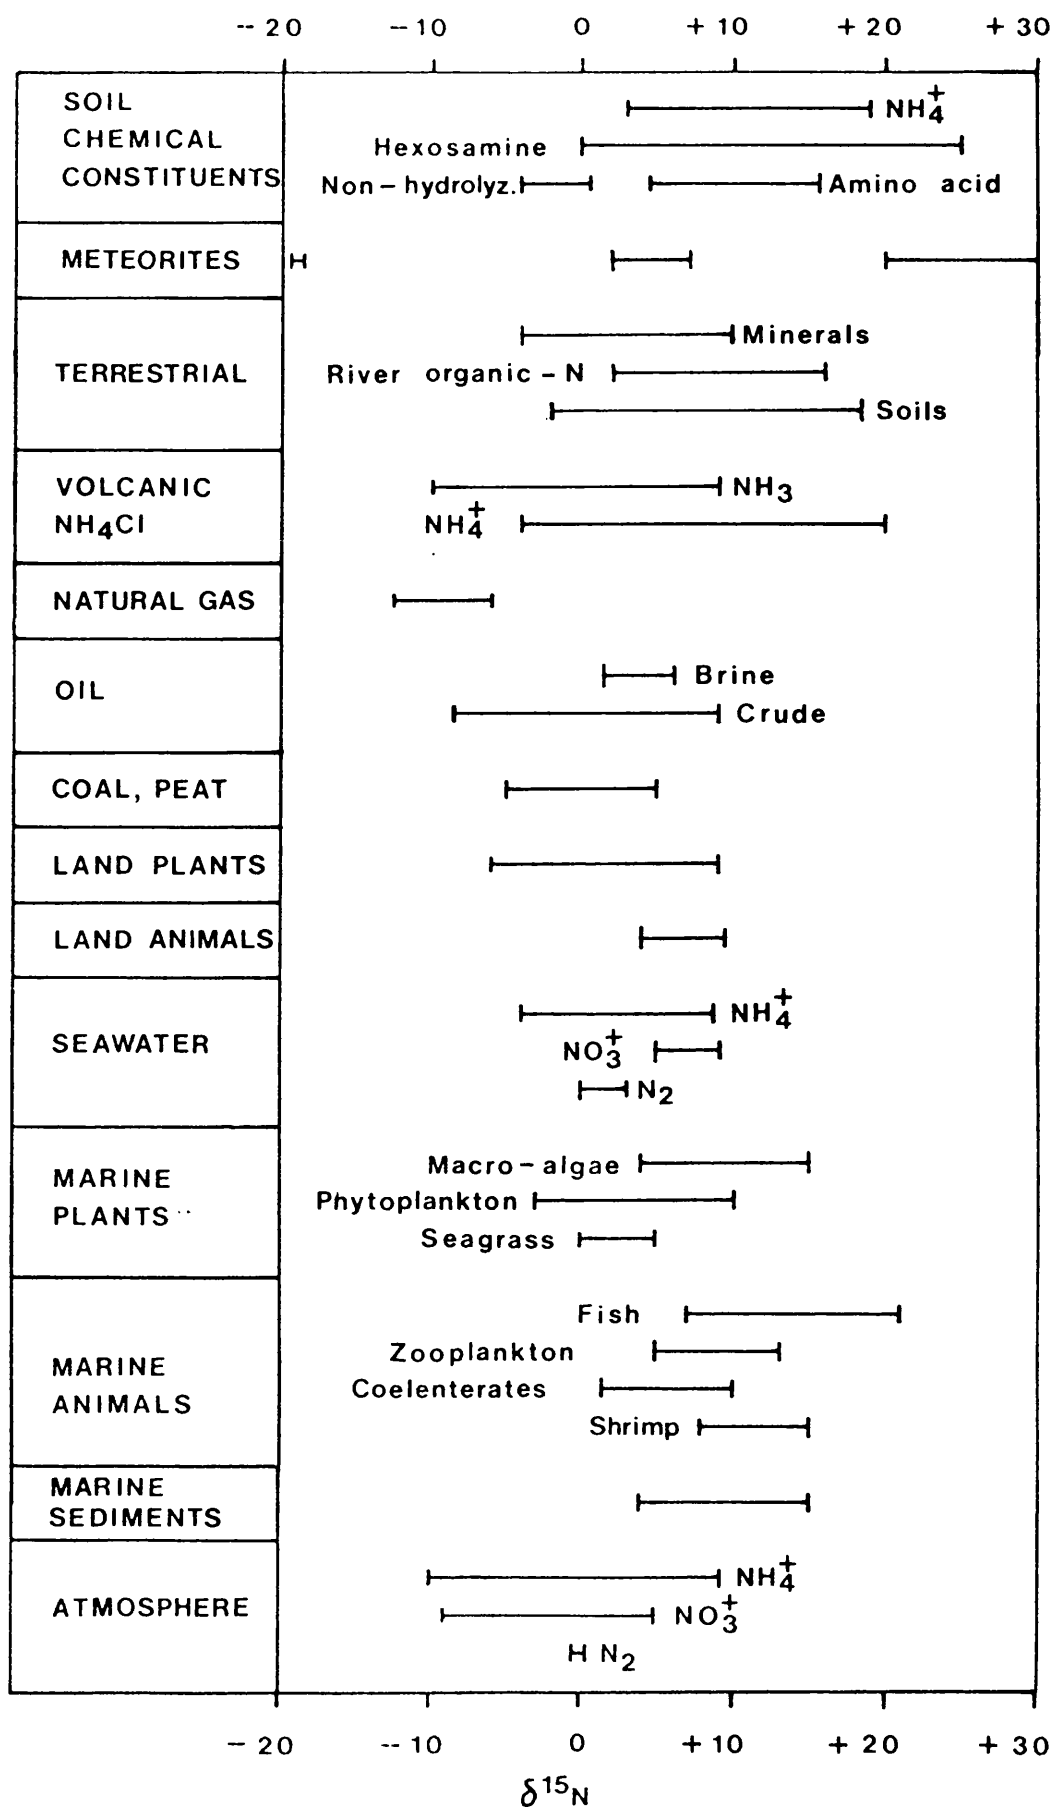 -20 -10 0 +10 +20 +30
SOIL
CHEMICAL
CONSTITUENTS
NH4+
Hexosamine
Non-hydrolyz. Amino acid
METEORITES
TERRESTRIAL
Minerals
River organic-N
Soils
VOLCANIC
NH4Cl
NH3
NH4+
NATURAL GAS
OIL
Brine
Crude
COAL, PEAT
LAND PLANTS
LAND ANIMALS
SEAWATER
NH4+
NO3+
N2
MARINE
PLANTS
Macro-algae
Phytoplankton
Seagrass
MARINE
ANIMALS
Fish
Zooplankton
Coelenterates
Shrimp
MARINE
SEDIMENTS
ATMOSPHERE
NH4+
NO3+
N2
-20 -10 0 +10 +20 +30
δ15N